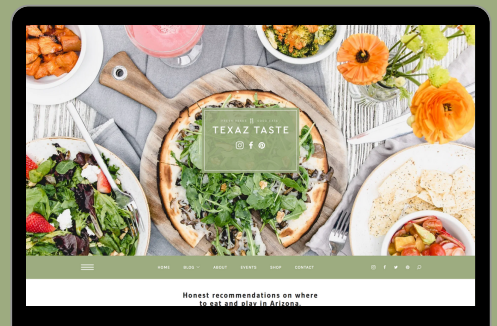 TEXAZ TASTE
HOME BLOG ABOUT EVENTS SHOP CONTACT
Honest recommendations on where
to eat and play in Arizona.